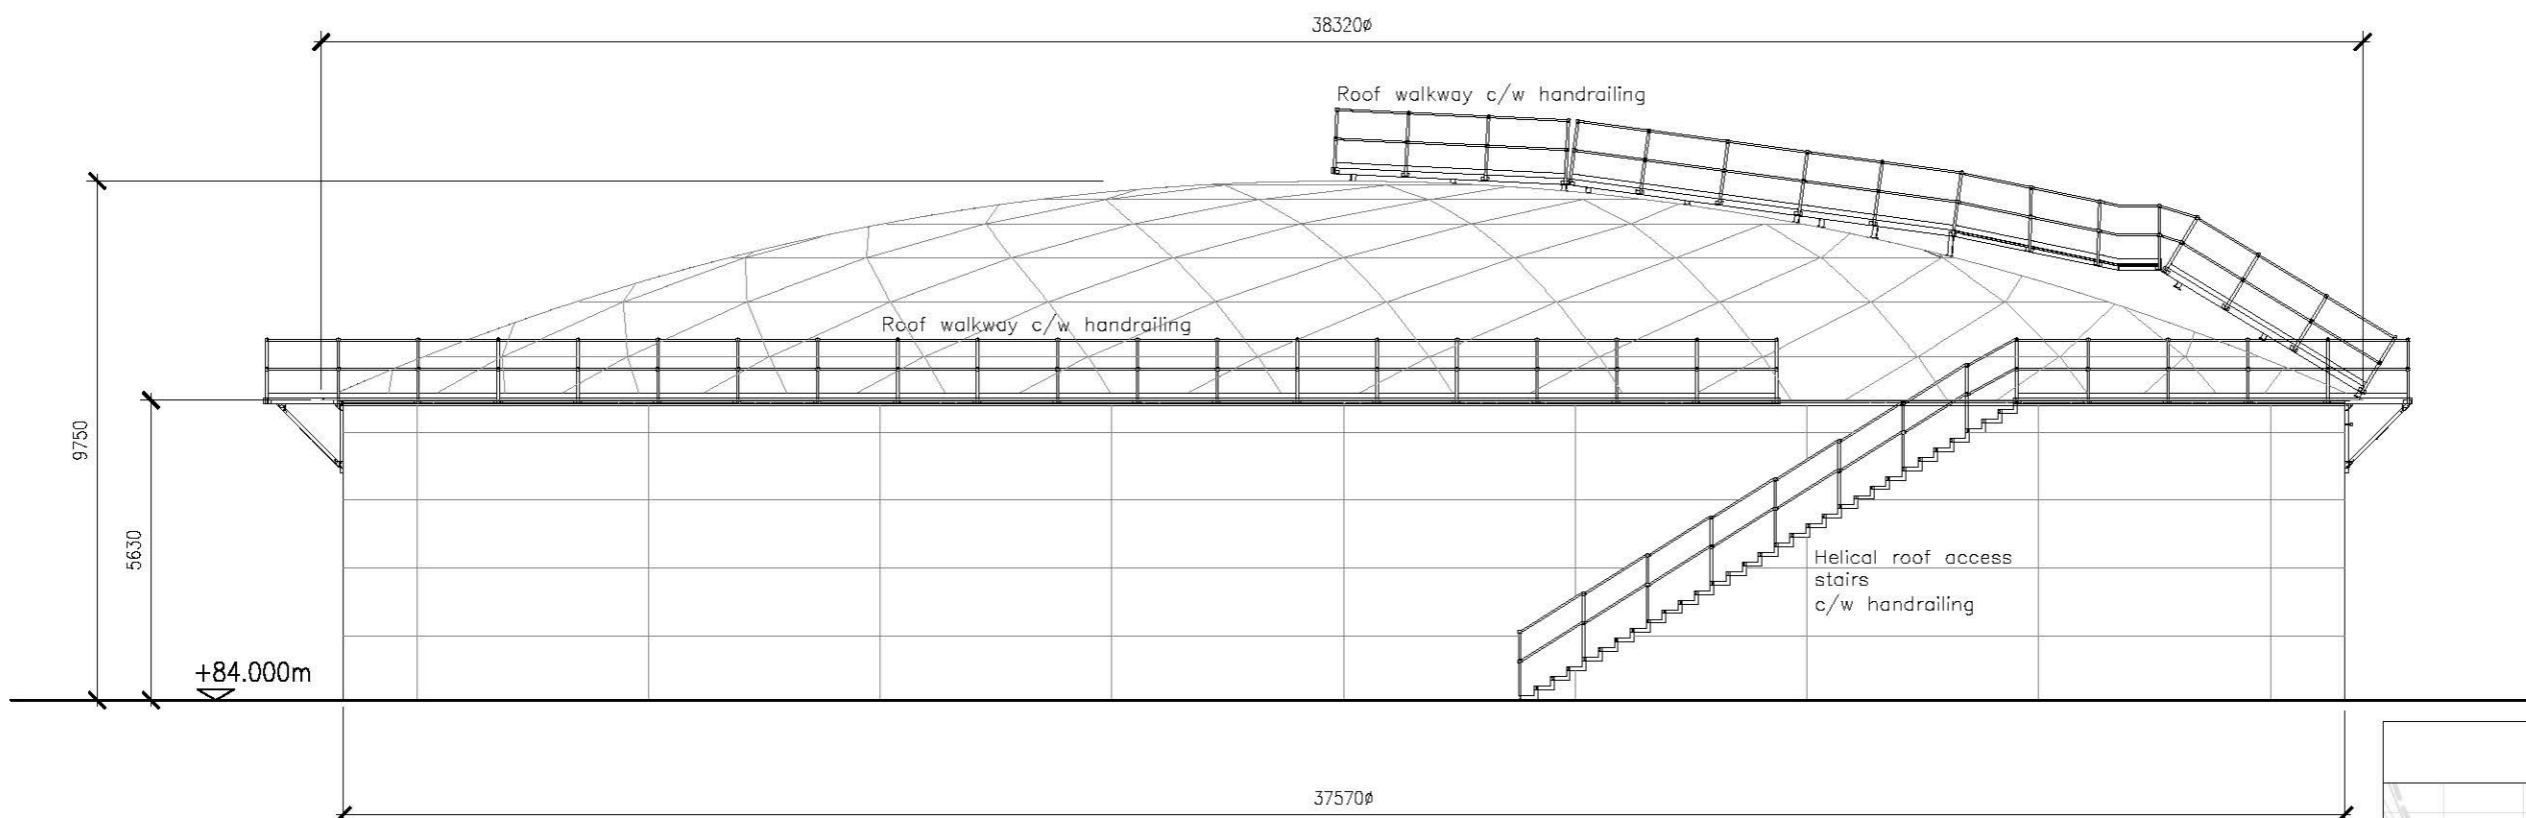 38320ø
Roof walkway c/w handrailing
Roof walkway c/w handrailing
9750
5630
Helical roof access
stairs
c/w handrailing
+84.000m
37570ø